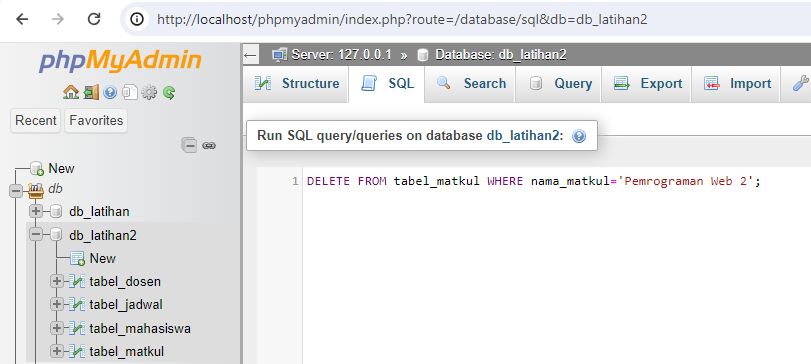 http://localhost/phpmyadmin/index.php?route=/database/sql&db=db_latihan2
phpMyAdmin
Recent Favorites
New
db
db_latihan
db_latihan2
New
tabel_dosen
tabel_jadwal
tabel_mahasiswa
tabel_matkul
Server: 127.0.0.1 » Database: db_latihan2
Structure SQL Search Query Export Import
Run SQL query/queries on database db_latihan2:
1 DELETE FROM tabel_matkul WHERE nama_matkul='Pemrograman Web 2';